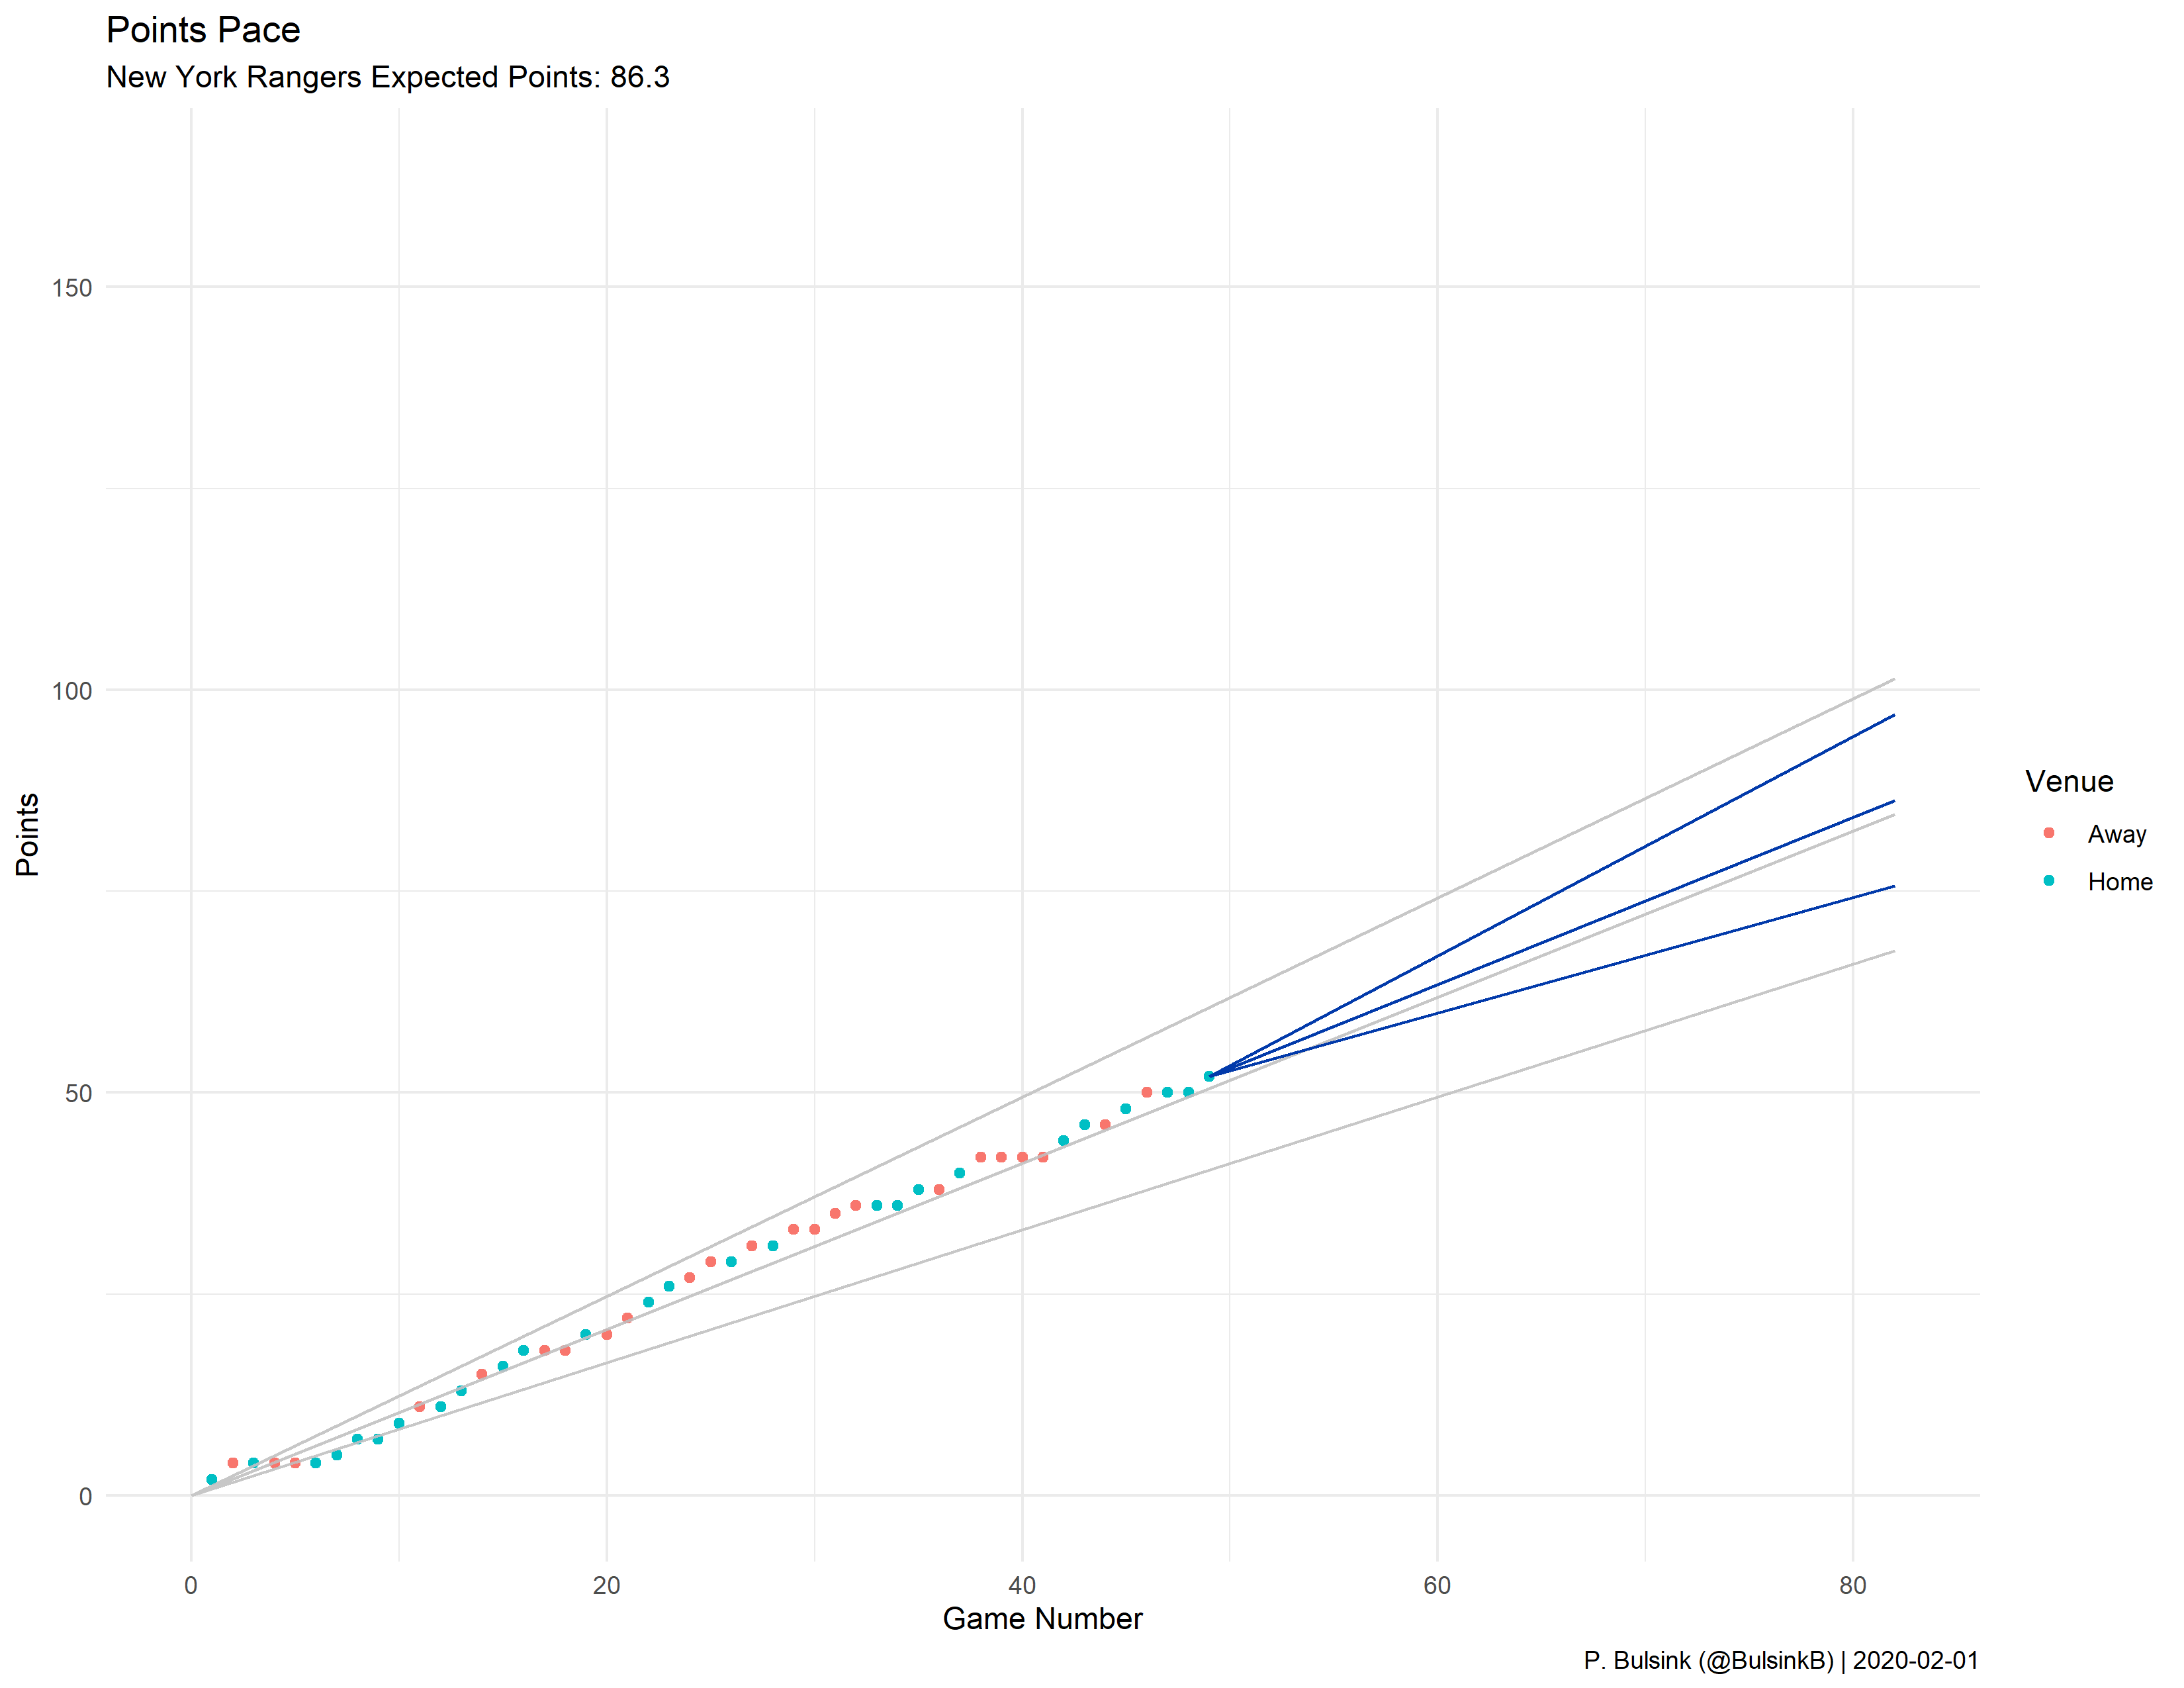 Points Pace
New York Rangers Expected Points: 86.3
150
100
50
0
Points
0 20 40 60 80
Game Number
Venue
Away
Home
P. Bulsink (@BulsinkB) | 2020-02-01